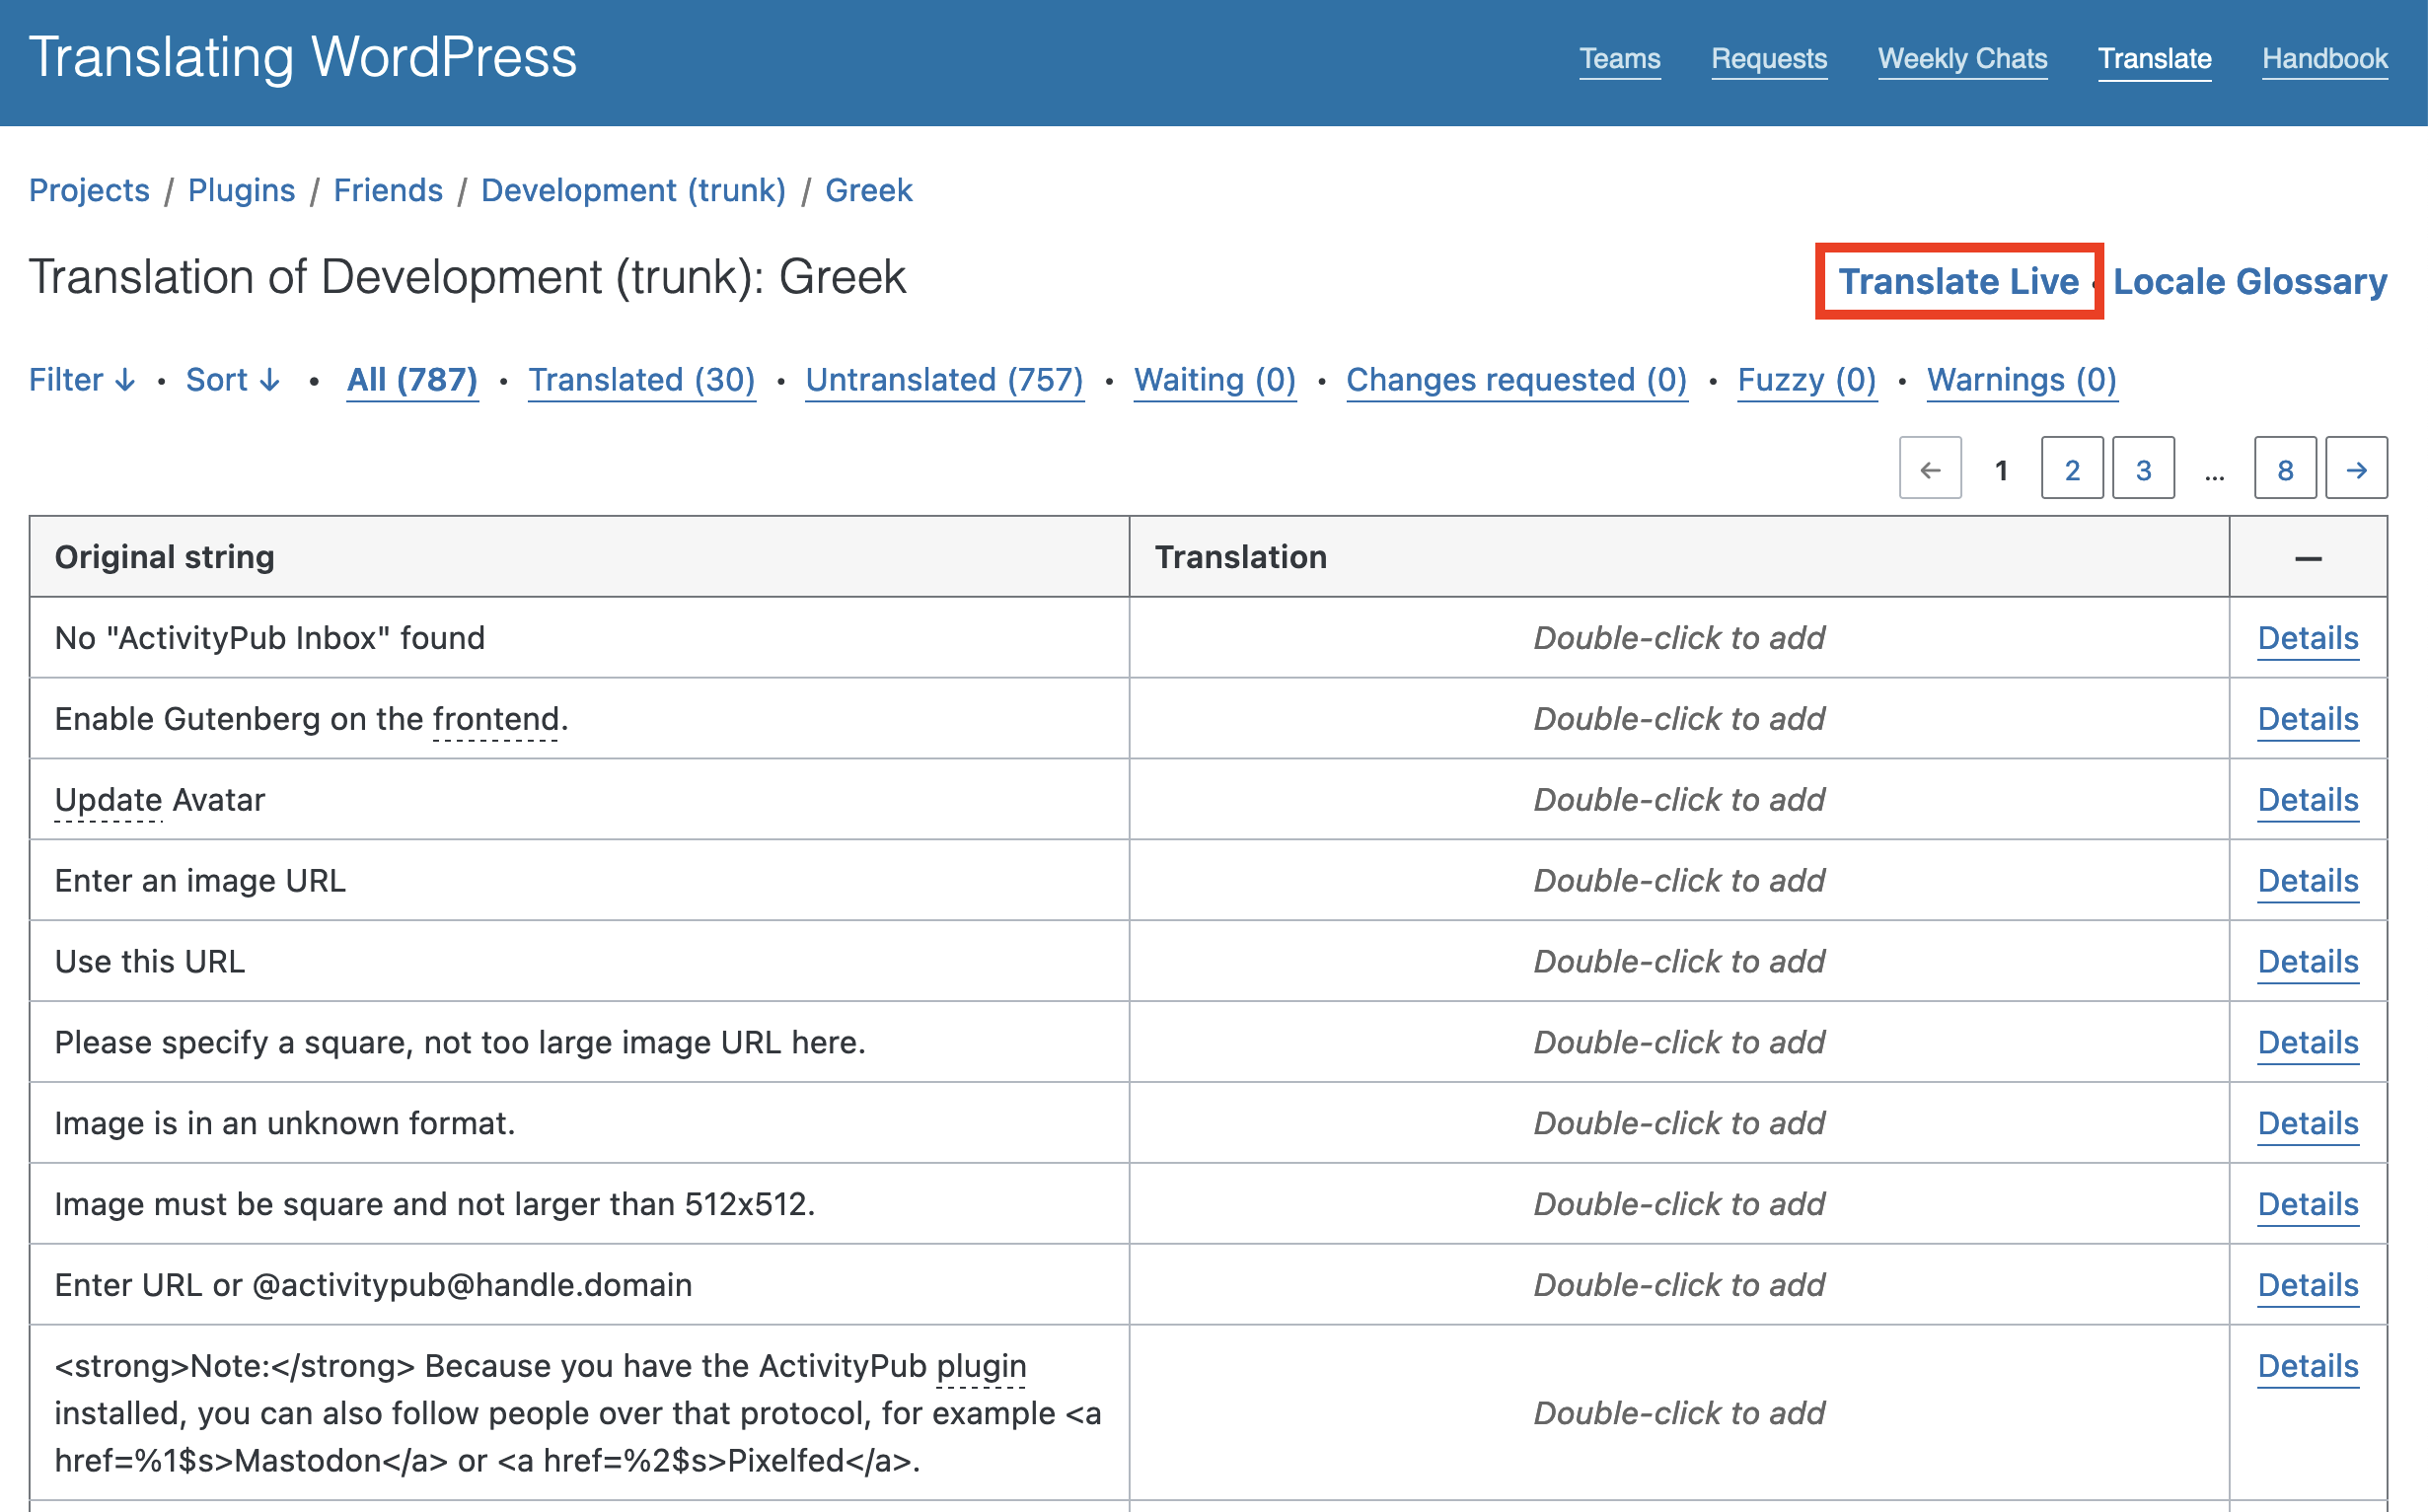 Translating WordPress
Teams Requests Weekly Chats Translate Handbook
Projects / Plugins / Friends / Development (trunk) / Greek
Translation of Development (trunk): Greek
Translate Live • Locale Glossary
Filter ↓ • Sort ↓ • All (787) • Translated (30) • Untranslated (757) • Waiting (0) • Changes requested (0) • Fuzzy (0) • Warnings (0)
← 1 2 3 … 8 →
Original string Translation —
No "ActivityPub Inbox" found Double-click to add Details
Enable Gutenberg on the frontend. Double-click to add Details
Update Avatar Double-click to add Details
Enter an image URL Double-click to add Details
Use this URL Double-click to add Details
Please specify a square, not too large image URL here. Double-click to add Details
Image is in an unknown format. Double-click to add Details
Image must be square and not larger than 512x512. Double-click to add Details
Enter URL or @activitypub@handle.domain Double-click to add Details
<strong>Note:</strong> Because you have the ActivityPub plugin Details
installed, you can also follow people over that protocol, for example <a Double-click to add
href=%1$s>Mastodon</a> or <a href=%2$s>Pixelfed</a>.